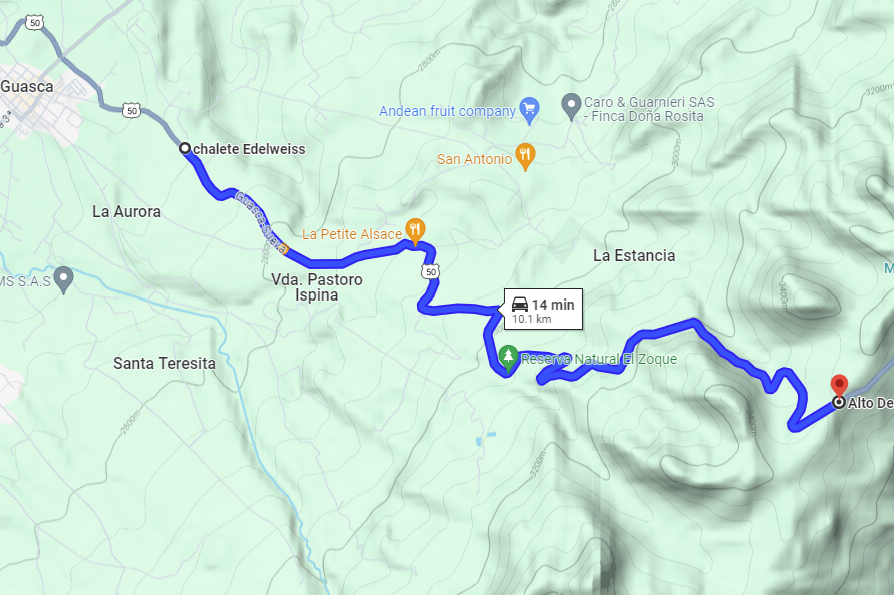 50
2800m
Guasca
3200m
Andean fruit company
Caro & Guarnieri SAS
- Finca Doña Rosita
50
chalete Edelweiss
San Antonio
3000m
La Aurora
Guasca-Sueva
La Petite Alsace
2600m
La Estancia
50
MS S.A.S
Vda. Pastoro
Ispina
14 min
10.1 km
3400m
Santa Teresita
Reserva Natural El Zoque
Alto De
2800m
3400m
3200m